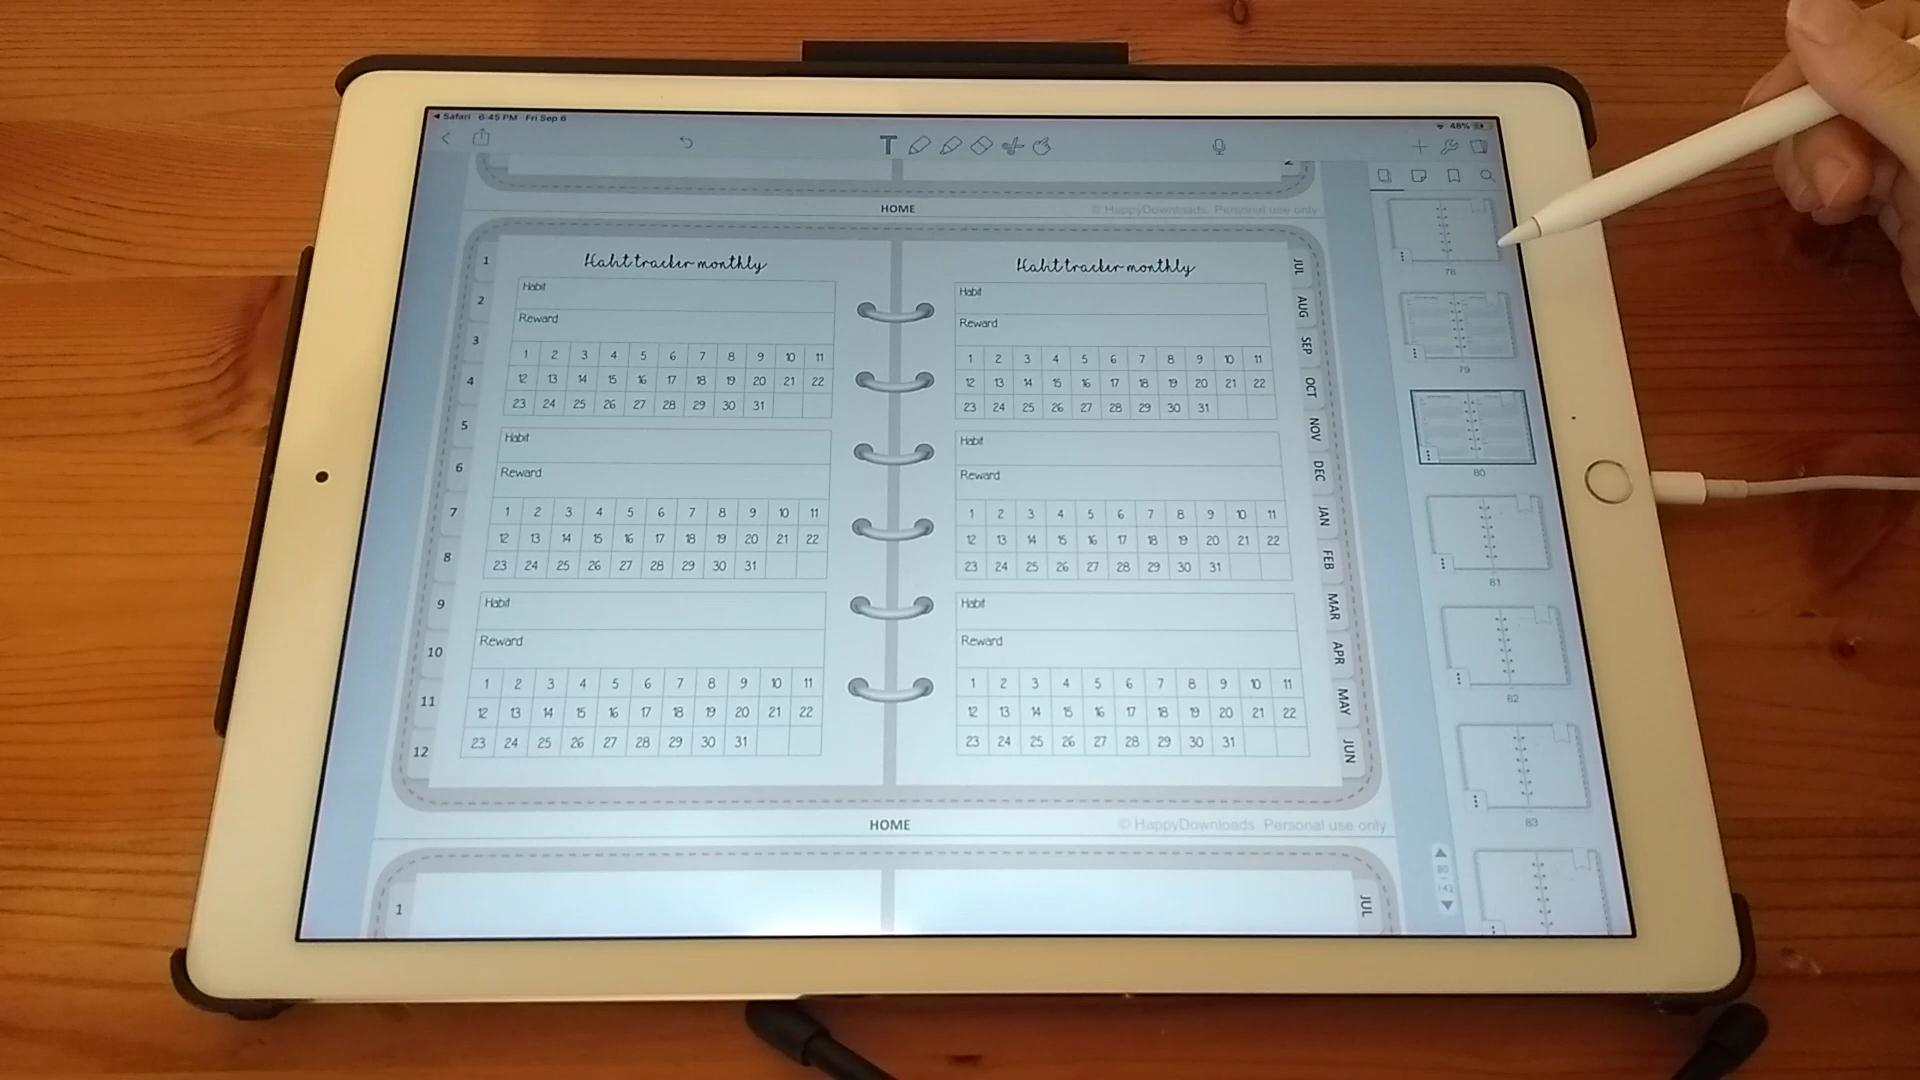 Safari 6:45 PM Fri Sep 6
48%
T
HOME
© HappyDownloads. Personal use only
Habit tracker monthly
Habit
Reward
1 2 3 4 5 6 7 8 9 10 11
12 13 14 15 16 17 18 19 20 21 22
23 24 25 26 27 28 29 30 31
Habit
Reward
1 2 3 4 5 6 7 8 9 10 11
12 13 14 15 16 17 18 19 20 21 22
23 24 25 26 27 28 29 30 31
Habit
Reward
1 2 3 4 5 6 7 8 9 10 11
12 13 14 15 16 17 18 19 20 21 22
23 24 25 26 27 28 29 30 31
Habit tracker monthly
Habit
Reward
1 2 3 4 5 6 7 8 9 10 11
12 13 14 15 16 17 18 19 20 21 22
23 24 25 26 27 28 29 30 31
Habit
Reward
1 2 3 4 5 6 7 8 9 10 11
12 13 14 15 16 17 18 19 20 21 22
23 24 25 26 27 28 29 30 31
Habit
Reward
1 2 3 4 5 6 7 8 9 10 11
12 13 14 15 16 17 18 19 20 21 22
23 24 25 26 27 28 29 30 31
1
2
3
4
5
6
7
8
9
10
11
12
JUL
AUG
SEP
OCT
NOV
DEC
JAN
FEB
MAR
APR
MAY
JUN
HOME
© HappyDownloads. Personal use only
1
JUL
78
79
80
81
82
83